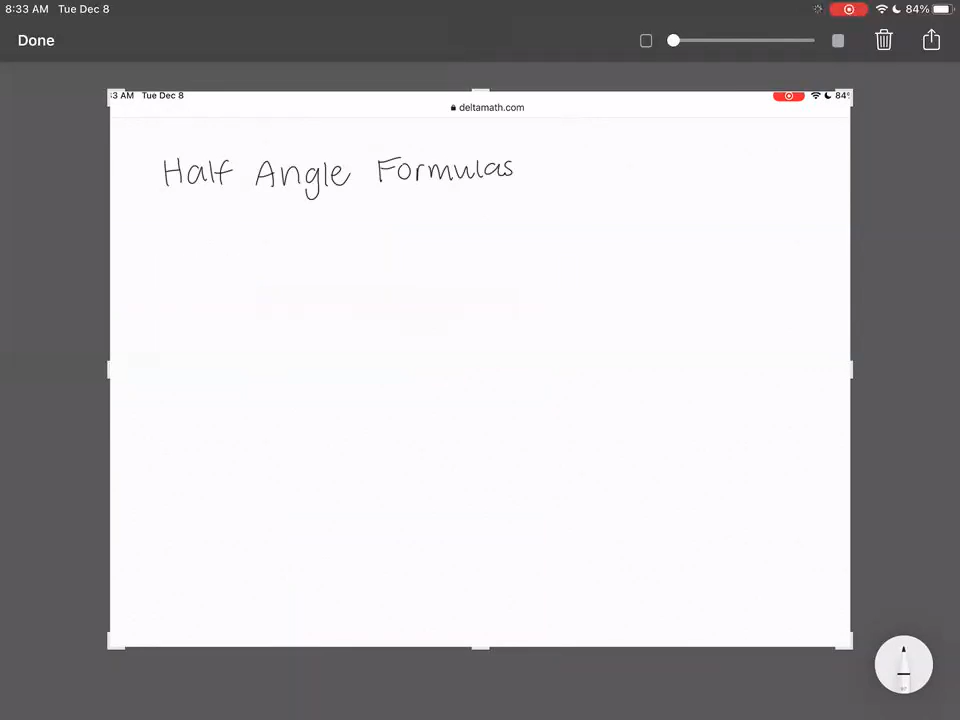 8:33 AM Tue Dec 8 84%
Done
:3 AM Tue Dec 8 84%
deltamath.com
Half Angle Formulas